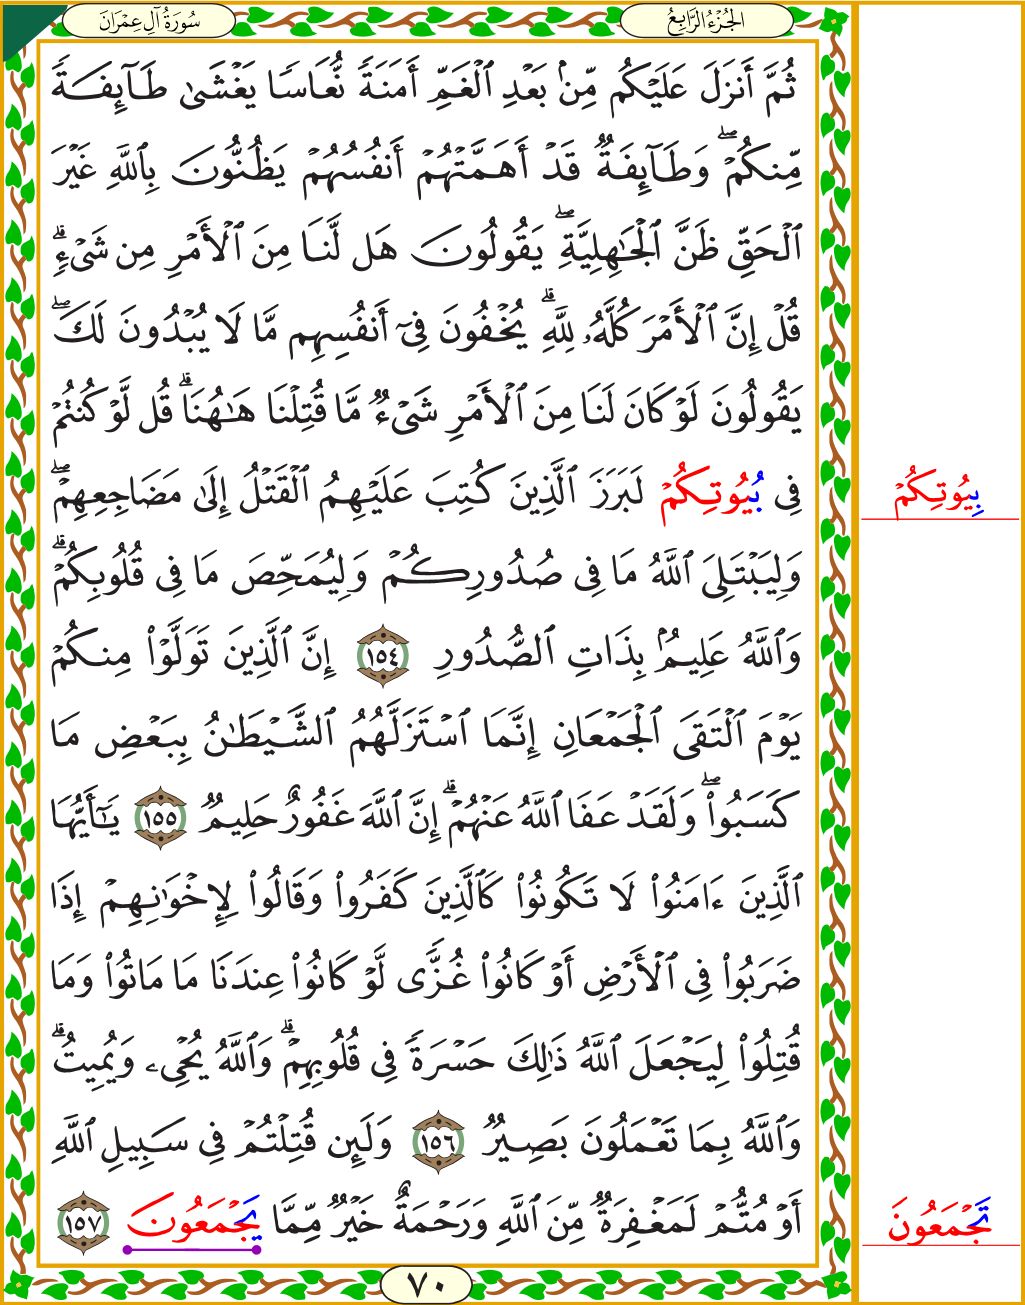 سُورَةُ آلِ عِمْرَانَ
الجُزْءُ الرَّابِعُ
ثُمَّ أَنزَلَ عَلَيْكُم مِّنۢ بَعْدِ ٱلْغَمِّ أَمَنَةً نُّعَاسًا يَغْشَىٰ طَآئِفَةً
مِّنكُمْ ۖ وَطَآئِفَةٌ قَدْ أَهَمَّتْهُمْ أَنفُسُهُمْ يَظُنُّونَ بِٱللَّهِ غَيْرَ
ٱلْحَقِّ ظَنَّ ٱلْجَٰهِلِيَّةِ ۖ يَقُولُونَ هَل لَّنَا مِنَ ٱلْأَمْرِ مِن شَىْءٍ ۗ
قُلْ إِنَّ ٱلْأَمْرَ كُلَّهُۥ لِلَّهِ ۗ يُخْفُونَ فِىٓ أَنفُسِهِم مَّا لَا يُبْدُونَ لَكَ ۖ
يَقُولُونَ لَوْ كَانَ لَنَا مِنَ ٱلْأَمْرِ شَىْءٌ مَّا قُتِلْنَا هَٰهُنَا ۗ قُل لَّوْ كُنتُمْ
فِى بُيُوتِكُمْ لَبَرَزَ ٱلَّذِينَ كُتِبَ عَلَيْهِمُ ٱلْقَتْلُ إِلَىٰ مَضَاجِعِهِمْ ۖ
بِيُوتِكُمْ
وَلِيَبْتَلِىَ ٱللَّهُ مَا فِى صُدُورِكُمْ وَلِيُمَحِّصَ مَا فِى قُلُوبِكُمْ ۗ
وَٱللَّهُ عَلِيمٌۢ بِذَاتِ ٱلصُّدُورِ ١٥٤ إِنَّ ٱلَّذِينَ تَوَلَّوْا۟ مِنكُمْ
يَوْمَ ٱلْتَقَى ٱلْجَمْعَانِ إِنَّمَا ٱسْتَزَلَّهُمُ ٱلشَّيْطَٰنُ بِبَعْضِ مَا
كَسَبُوا۟ ۖ وَلَقَدْ عَفَا ٱللَّهُ عَنْهُمْ ۗ إِنَّ ٱللَّهَ غَفُورٌ حَلِيمٌ ١٥٥ يَٰٓأَيُّهَا
ٱلَّذِينَ ءَامَنُوا۟ لَا تَكُونُوا۟ كَٱلَّذِينَ كَفَرُوا۟ وَقَالُوا۟ لِإِخْوَٰنِهِمْ إِذَا
ضَرَبُوا۟ فِى ٱلْأَرْضِ أَوْ كَانُوا۟ غُزًّى لَّوْ كَانُوا۟ عِندَنَا مَا مَاتُوا۟ وَمَا
قُتِلُوا۟ لِيَجْعَلَ ٱللَّهُ ذَٰلِكَ حَسْرَةً فِى قُلُوبِهِمْ ۗ وَٱللَّهُ يُحْىِۦ وَيُمِيتُ ۗ
وَٱللَّهُ بِمَا تَعْمَلُونَ بَصِيرٌ ١٥٦ وَلَئِن قُتِلْتُمْ فِى سَبِيلِ ٱللَّهِ
أَوْ مُتُّمْ لَمَغْفِرَةٌ مِّنَ ٱللَّهِ وَرَحْمَةٌ خَيْرٌ مِّمَّا يَجْمَعُونَ ١٥٧
تَجْمَعُونَ
٧٠